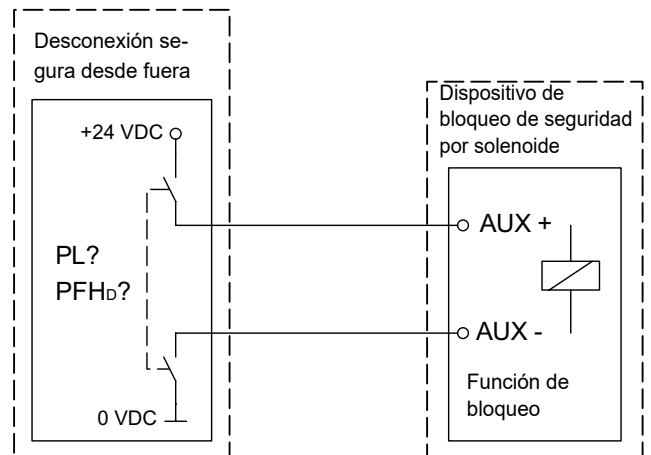 Desconexión se-
gura desde fuera
+24 VDC
PL?
PFHD?
0 VDC
Dispositivo de
bloqueo de seguridad
por solenoide
AUX +
AUX -
Función de
bloqueo